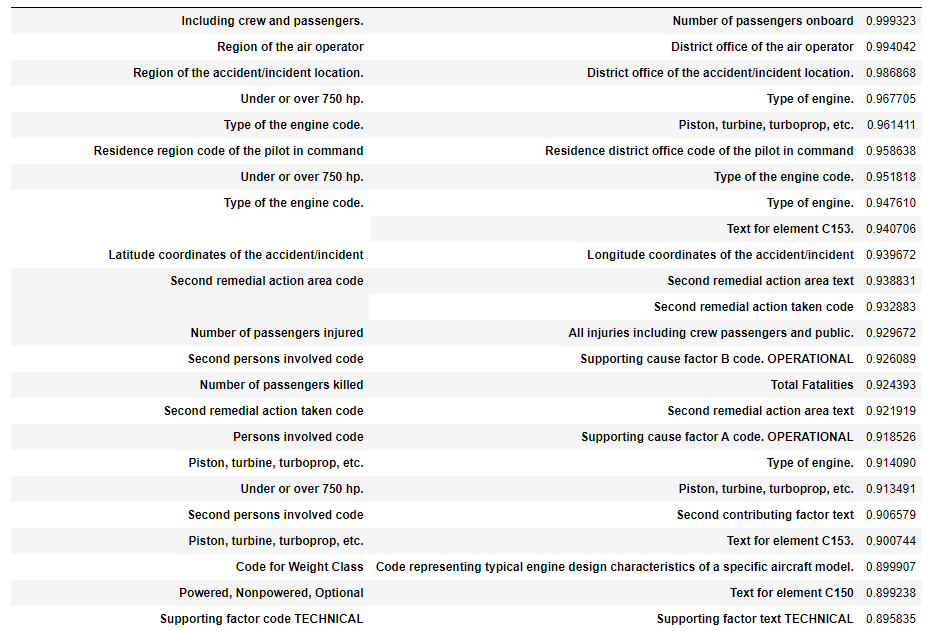 Including crew and passengers. Number of passengers onboard 0.999323
Region of the air operator District office of the air operator 0.994042
Region of the accident/incident location. District office of the accident/incident location. 0.986868
Under or over 750 hp. Type of engine. 0.967705
Type of the engine code. Piston, turbine, turboprop, etc. 0.961411
Residence region code of the pilot in command Residence district office code of the pilot in command 0.958638
Under or over 750 hp. Type of the engine code. 0.951818
Type of the engine code. Type of engine. 0.947610
Text for element C153. 0.940706
Latitude coordinates of the accident/incident Longitude coordinates of the accident/incident 0.939672
Second remedial action area code Second remedial action area text 0.938831
Second remedial action taken code 0.932883
Number of passengers injured All injuries including crew passengers and public. 0.929672
Second persons involved code Supporting cause factor B code. OPERATIONAL 0.926089
Number of passengers killed Total Fatalities 0.924393
Second remedial action taken code Second remedial action area text 0.921919
Persons involved code Supporting cause factor A code. OPERATIONAL 0.918526
Piston, turbine, turboprop, etc. Type of engine. 0.914090
Under or over 750 hp. Piston, turbine, turboprop, etc. 0.913491
Second persons involved code Second contributing factor text 0.906579
Piston, turbine, turboprop, etc. Text for element C153. 0.900744
Code for Weight Class Code representing typical engine design characteristics of a specific aircraft model. 0.899907
Powered, Nonpowered, Optional Text for element C150 0.899238
Supporting factor code TECHNICAL Supporting factor text TECHNICAL 0.895835